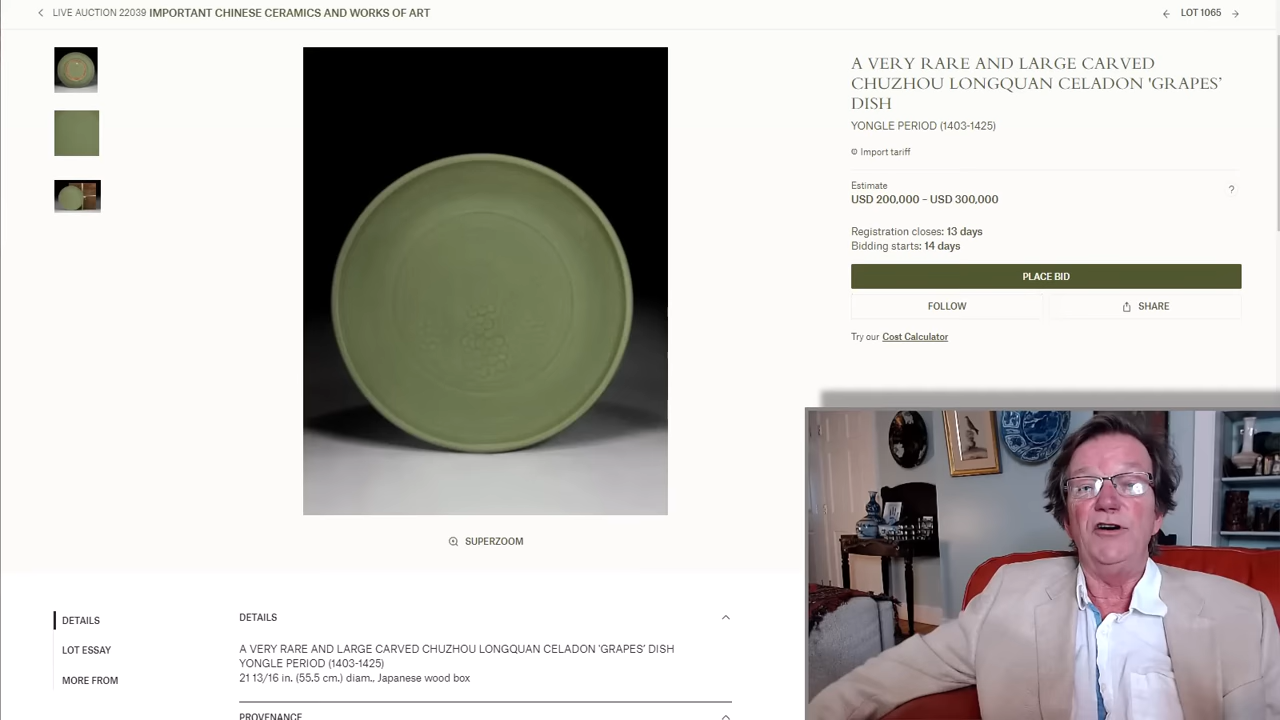 LIVE AUCTION 22039 IMPORTANT CHINESE CERAMICS AND WORKS OF ART
LOT 1065
A VERY RARE AND LARGE CARVED
CHUZHOU LONGQUAN CELADON 'GRAPES’
DISH
YONGLE PERIOD (1403-1425)
Import tariff
Estimate
?
USD 200,000 – USD 300,000
Registration closes: 13 days
Bidding starts: 14 days
PLACE BID
FOLLOW
SHARE
Try our Cost Calculator
SUPERZOOM
DETAILS
LOT ESSAY
MORE FROM
DETAILS
A VERY RARE AND LARGE CARVED CHUZHOU LONGQUAN CELADON 'GRAPES’ DISH
YONGLE PERIOD (1403-1425)
21 13/16 in. (55.5 cm.) diam., Japanese wood box
PROVENANCE